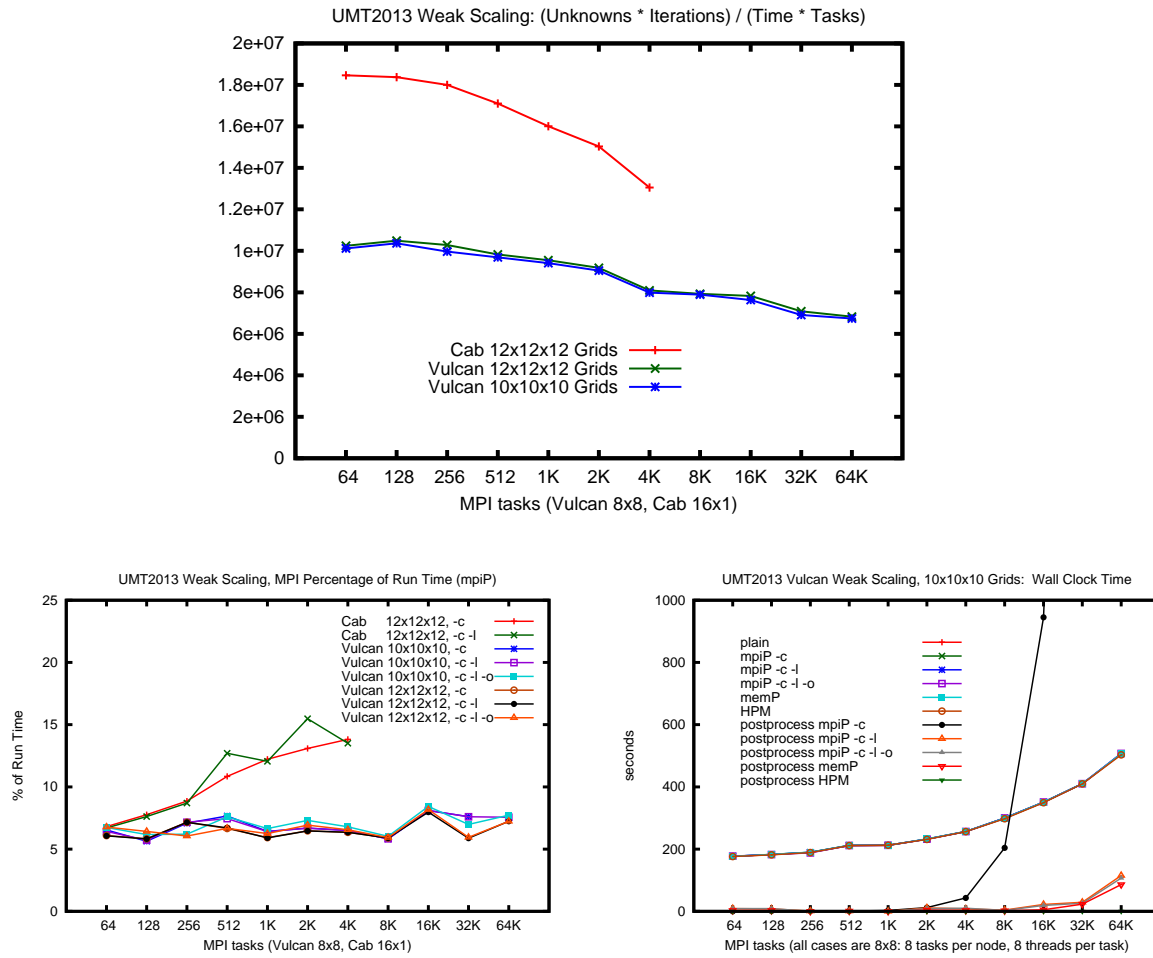 UMT2013 Weak Scaling: (Unknowns * Iterations) / (Time * Tasks)
2e+07
1.8e+07
1.6e+07
1.4e+07
1.2e+07
1e+07
8e+06
6e+06
4e+06
2e+06
0
Cab 12x12x12 Grids
Vulcan 12x12x12 Grids
Vulcan 10x10x10 Grids
64 128 256 512 1K 2K 4K 8K 16K 32K 64K
MPI tasks (Vulcan 8x8, Cab 16x1)
UMT2013 Weak Scaling, MPI Percentage of Run Time (mpiP)
25
20
15
10
5
0
% of Run Time
Cab 12x12x12, -c
Cab 12x12x12, -c -l
Vulcan 10x10x10, -c
Vulcan 10x10x10, -c -l
Vulcan 10x10x10, -c -l -o
Vulcan 12x12x12, -c
Vulcan 12x12x12, -c -l
Vulcan 12x12x12, -c -l -o
64 128 256 512 1K 2K 4K 8K 16K 32K 64K
MPI tasks (Vulcan 8x8, Cab 16x1)
UMT2013 Vulcan Weak Scaling, 10x10x10 Grids: Wall Clock Time
1000
800
600
400
200
0
seconds
plain
mpiP -c
mpiP -c -l
mpiP -c -l -o
memP
HPM
postprocess mpiP -c
postprocess mpiP -c -l
postprocess mpiP -c -l -o
postprocess memP
postprocess HPM
64 128 256 512 1K 2K 4K 8K 16K 32K 64K
MPI tasks (all cases are 8x8: 8 tasks per node, 8 threads per task)